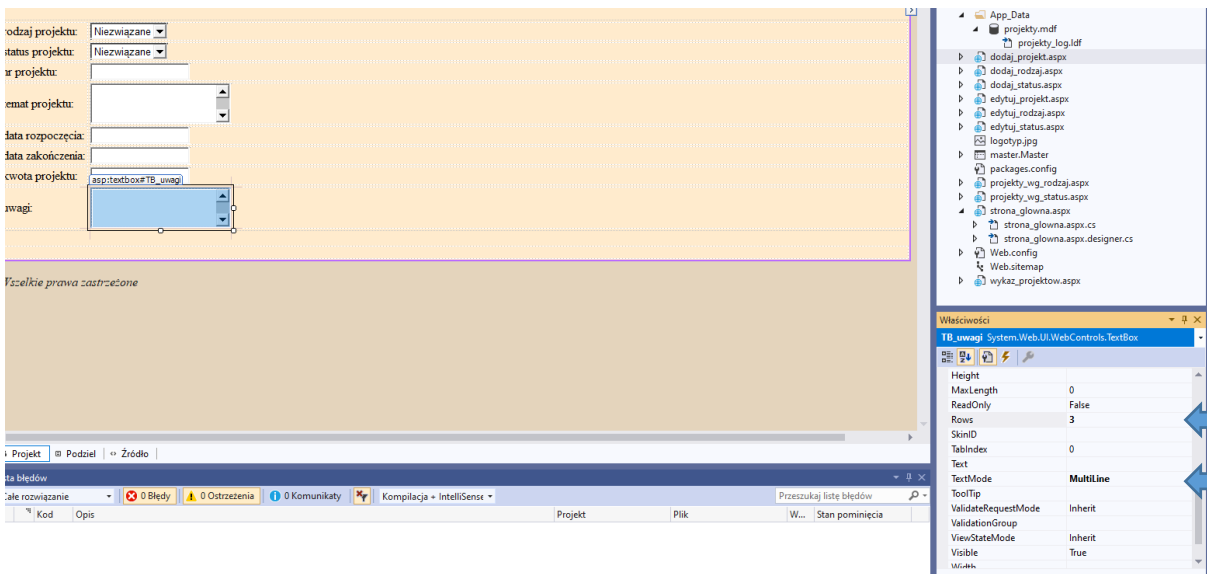 rodzaj projektu: Niezwiązane
status projektu: Niezwiązane
nr projektu:
temat projektu:
data rozpoczęcia:
data zakończenia:
kwota projektu:
asp:textbox#TB_uwagi
uwagi:
Wszelkie prawa zastrzeżone
Projekt Podziel Źródło
sta błędów
Całe rozwiązanie 0 Błędy 0 Ostrzeżenia 0 Komunikaty Kompilacja + IntelliSense Przeszukaj listę błędów
Kod Opis Projekt Plik W... Stan pominięcia
App_Data
projekty.mdf
projekty_log.ldf
dodaj_projekt.aspx
dodaj_rodzaj.aspx
dodaj_status.aspx
edytuj_projekt.aspx
edytuj_rodzaj.aspx
edytuj_status.aspx
logotyp.jpg
master.Master
packages.config
projekty_wg_rodzaj.aspx
projekty_wg_status.aspx
strona_glowna.aspx
strona_glowna.aspx.cs
strona_glowna.aspx.designer.cs
Web.config
Web.sitemap
wykaz_projektow.aspx
Właściwości
TB_uwagi System.Web.UI.WebControls.TextBox
Height
MaxLength 0
ReadOnly False
Rows 3
SkinID
TabIndex 0
Text
TextMode MultiLine
ToolTip
ValidateRequestMode Inherit
ValidationGroup
ViewStateMode Inherit
Visible True
Width